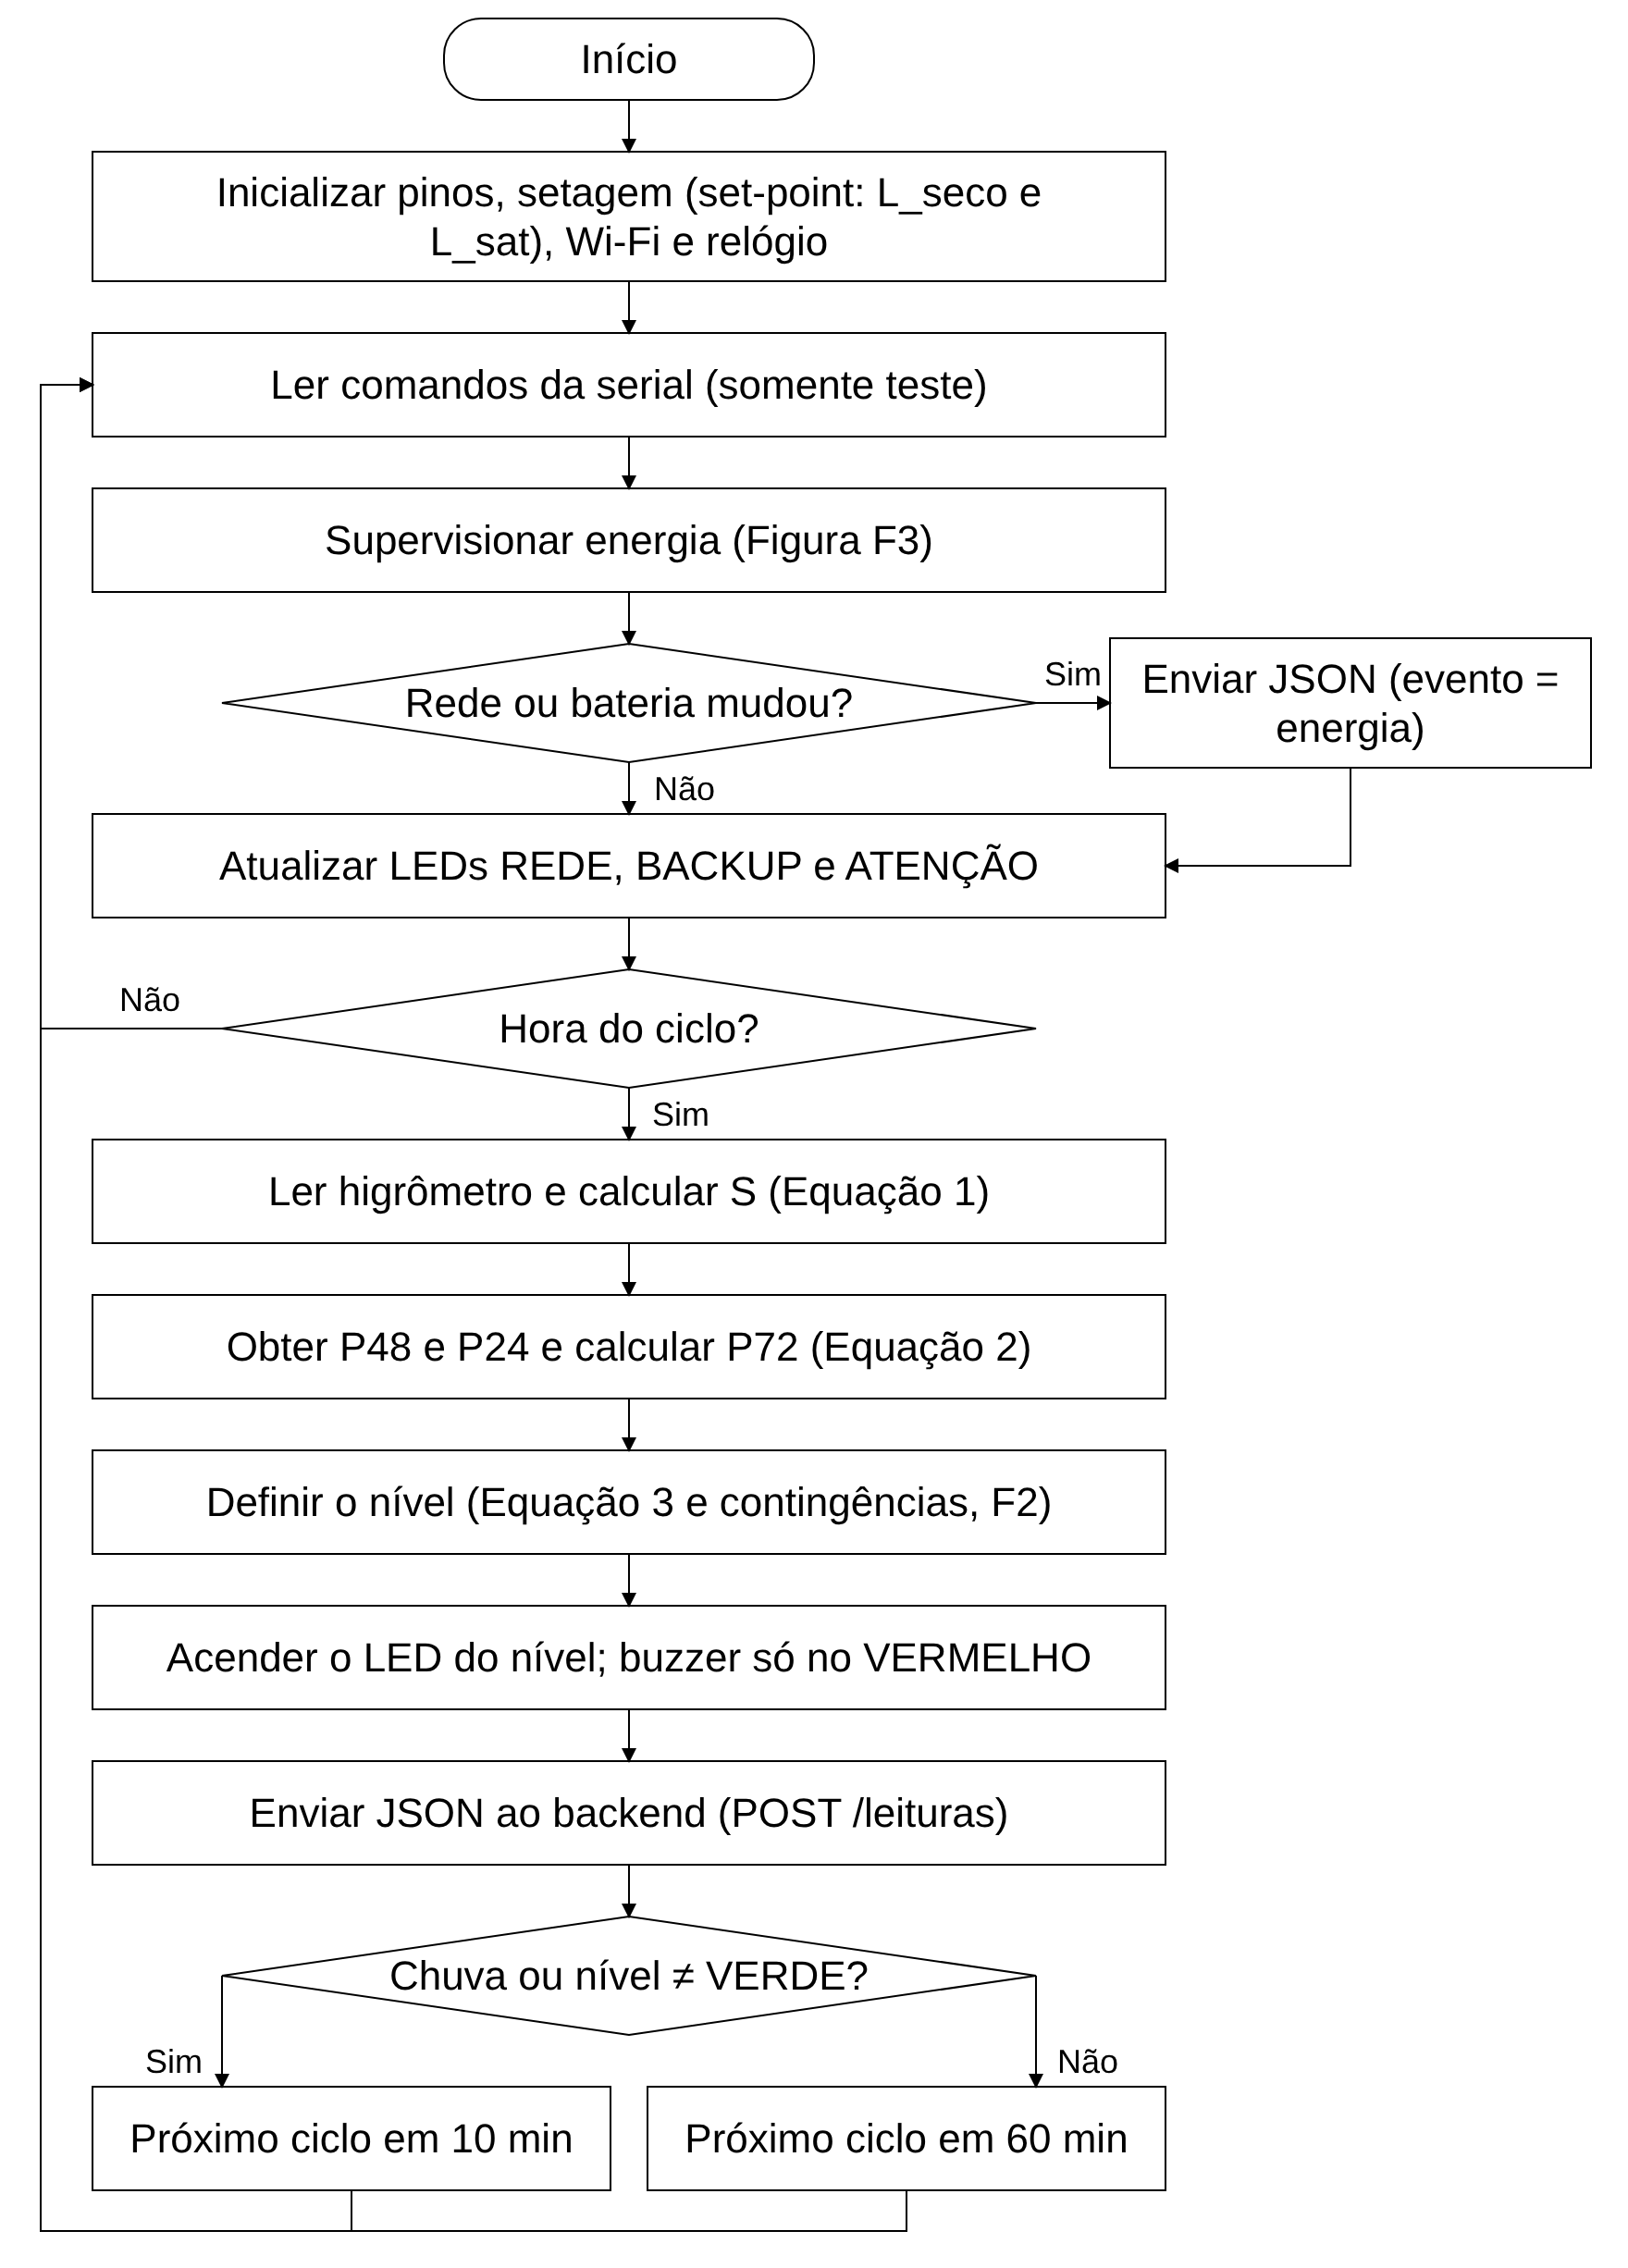 Início
Inicializar pinos, setagem (set-point: L_seco e
L_sat), Wi-Fi e relógio
Ler comandos da serial (somente teste)
Supervisionar energia (Figura F3)
Rede ou bateria mudou?
Sim
Enviar JSON (evento =
energia)
Não
Atualizar LEDs REDE, BACKUP e ATENÇÃO
Não
Hora do ciclo?
Sim
Ler higrômetro e calcular S (Equação 1)
Obter P48 e P24 e calcular P72 (Equação 2)
Definir o nível (Equação 3 e contingências, F2)
Acender o LED do nível; buzzer só no VERMELHO
Enviar JSON ao backend (POST /leituras)
Chuva ou nível ≠ VERDE?
Sim
Não
Próximo ciclo em 10 min
Próximo ciclo em 60 min